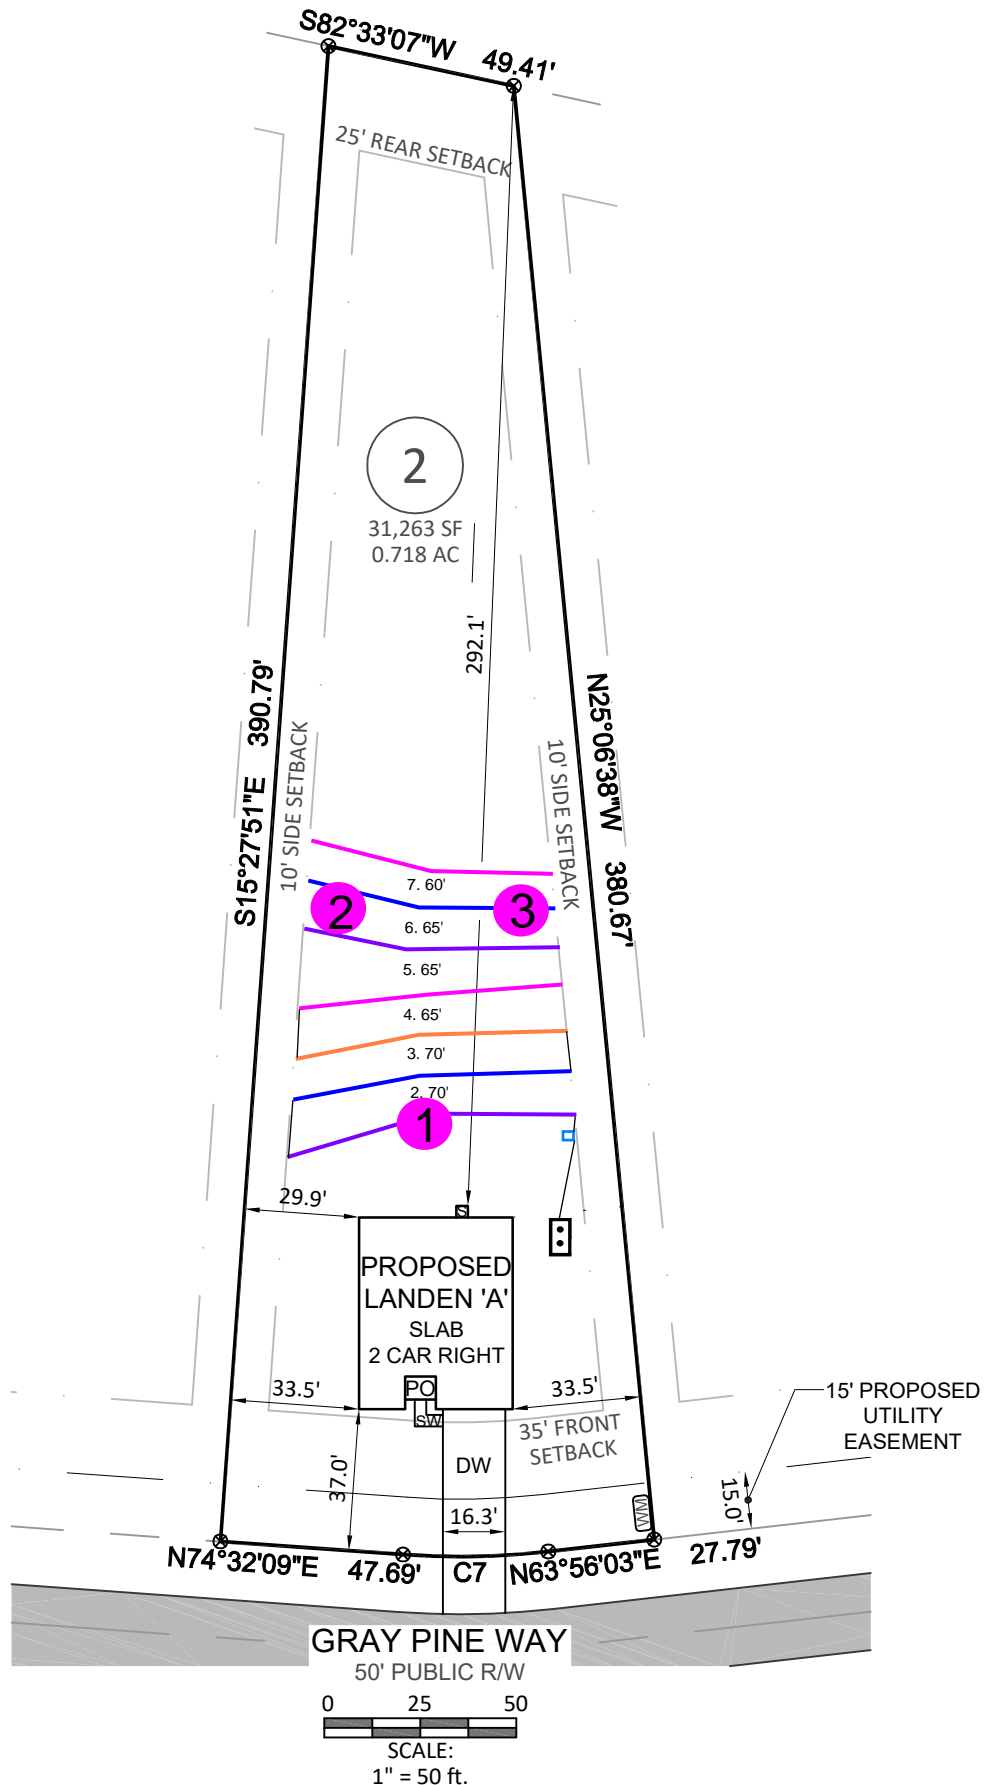 S82°33'07"W 49.41'
25' REAR SETBACK
2
31,263 SF
0.718 AC
292.1'
S15°27'51"E 390.79'
N25°06'38"W 380.67'
10' SIDE SETBACK
10' SIDE SETBACK
7. 60'
2
3
6. 65'
5. 65'
4. 65'
3. 70'
2. 70'
1
29.9'
S
PROPOSED
LANDEN 'A'
SLAB
2 CAR RIGHT
PO
SW
33.5'
33.5'
15' PROPOSED
UTILITY
EASEMENT
35' FRONT
SETBACK
37.0'
DW
15.0'
WM
16.3'
N74°32'09"E 47.69' C7 N63°56'03"E 27.79'
GRAY PINE WAY
50' PUBLIC R/W
0 25 50
SCALE:
1" = 50 ft.